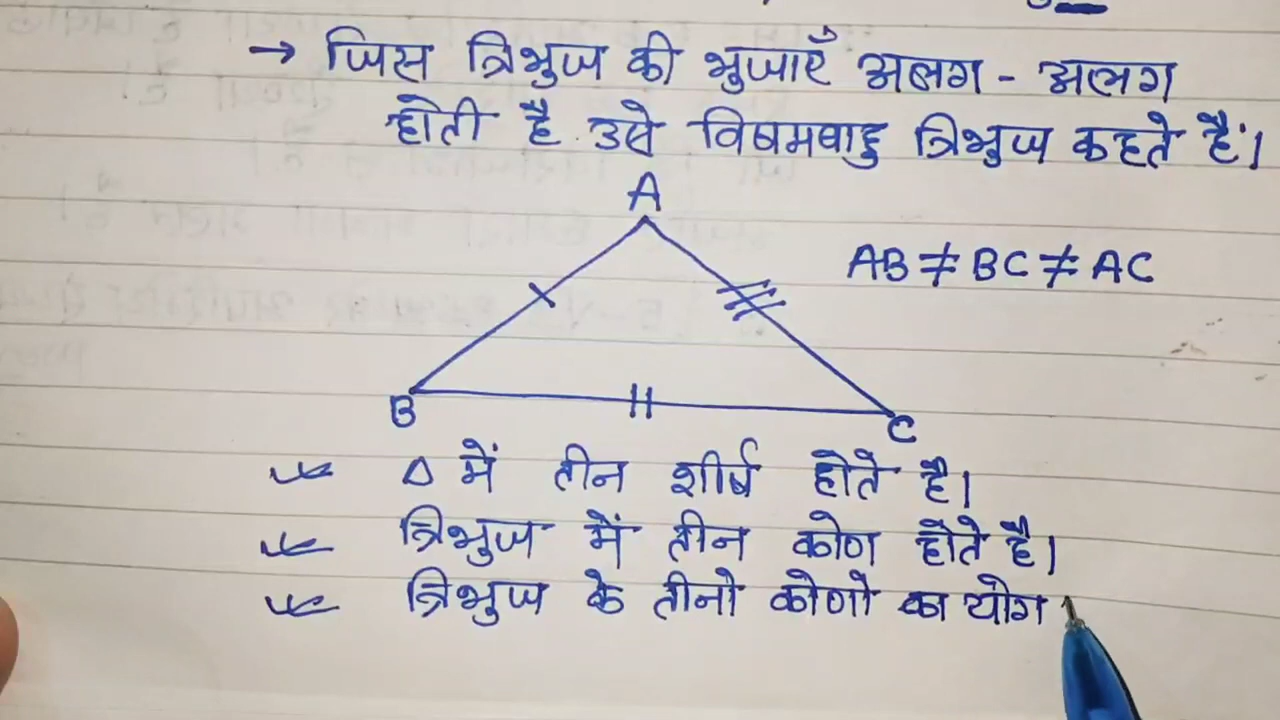 → जिस त्रिभुज की भुजाएँ अलग - अलग
होती है उसे विषमबाहु त्रिभुज कहते हैं।
A
AB ≠ BC ≠ AC
B
C
Δ में तीन शीर्ष होते है।
त्रिभुज में तीन कोण होते है।
त्रिभुज के तीनो कोणो का योग